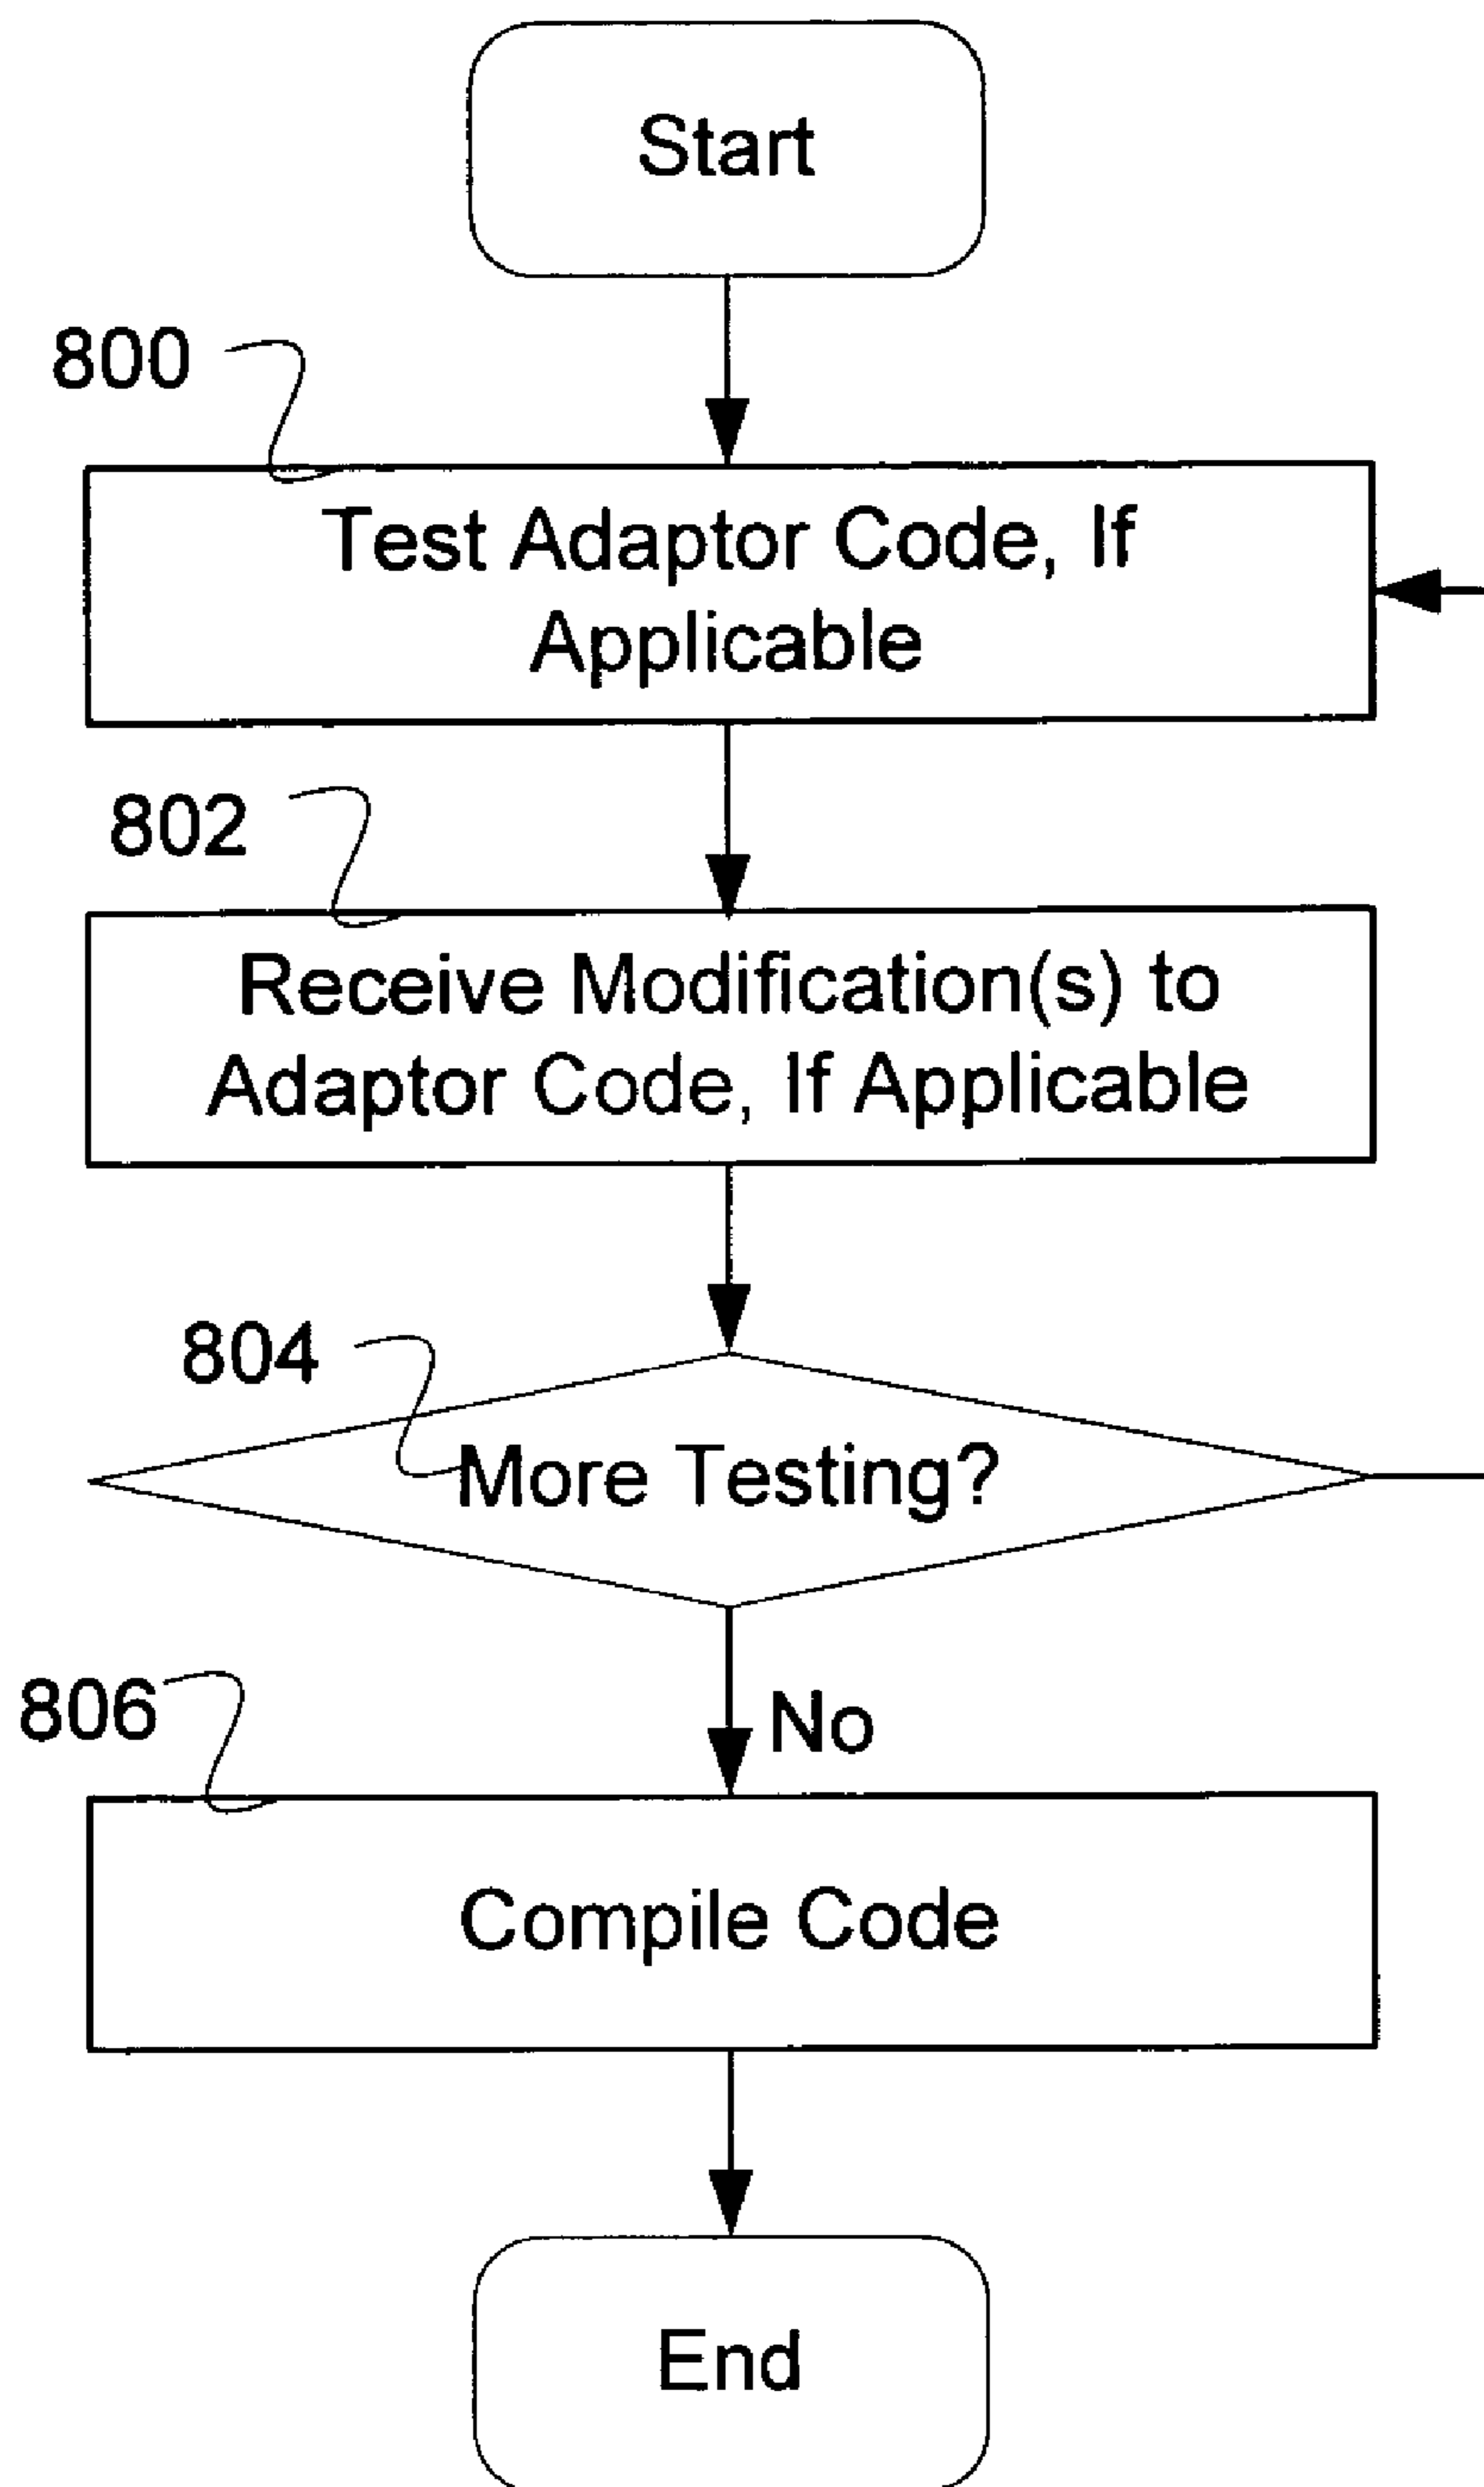 Start
800
Test Adaptor Code, If
Applicable
802
Receive Modification(s) to
Adaptor Code, If Applicable
804
More Testing?
806
No
Compile Code
End